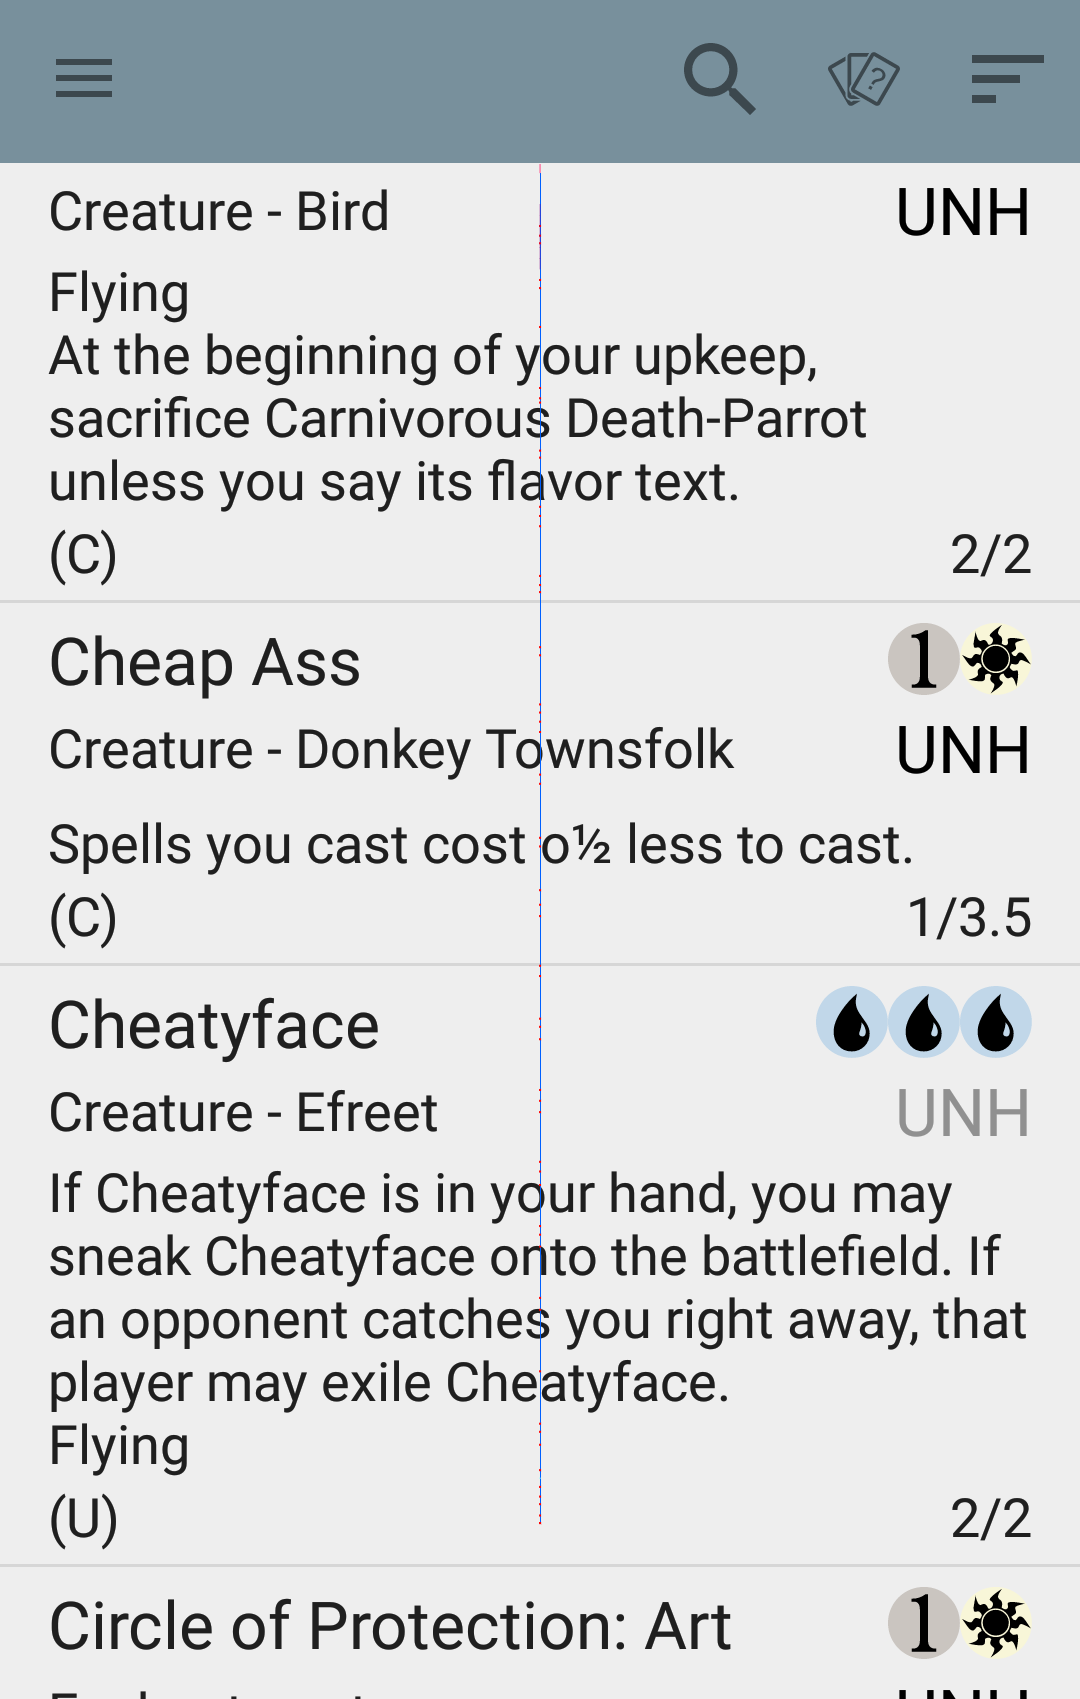 Creature - Bird UNH
Flying
At the beginning of your upkeep,
sacrifice Carnivorous Death-Parrot
unless you say its flavor text.
(C) 2/2
Cheap Ass 1
Creature - Donkey Townsfolk UNH
Spells you cast cost o½ less to cast.
(C) 1/3.5
Cheatyface
Creature - Efreet UNH
If Cheatyface is in your hand, you may
sneak Cheatyface onto the battlefield. If
an opponent catches you right away, that
player may exile Cheatyface.
Flying
(U) 2/2
Circle of Protection: Art 1